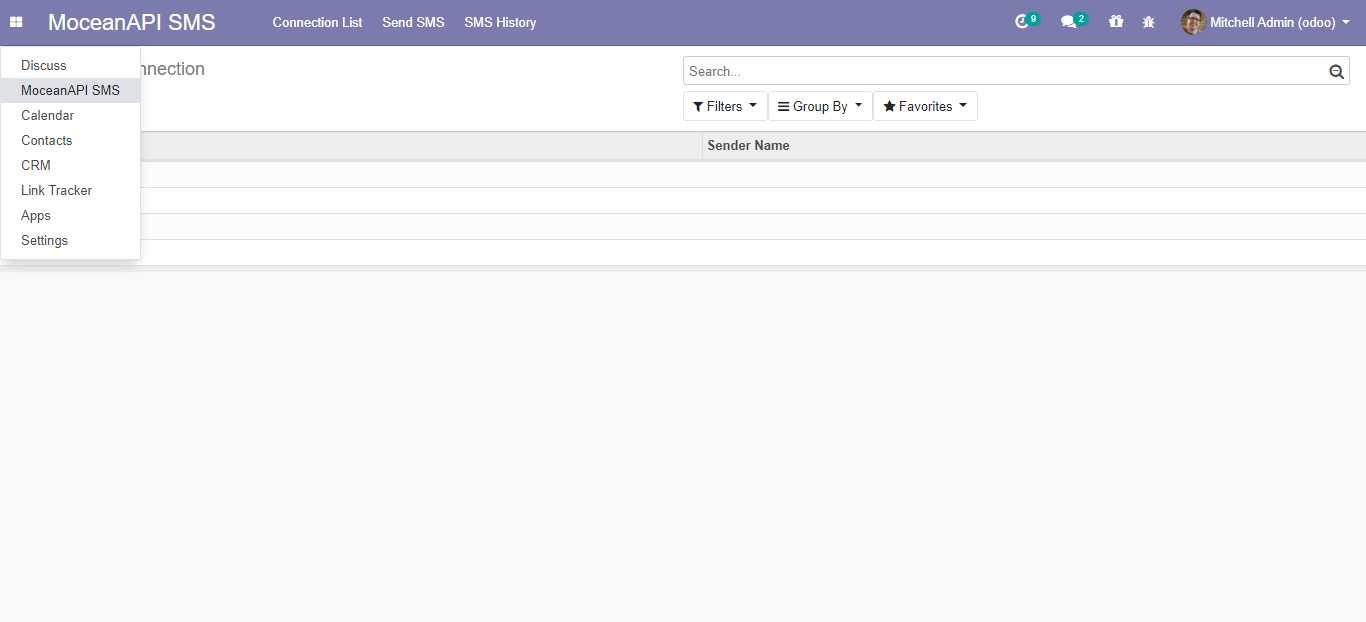 MoceanAPI SMS Connection List Send SMS SMS History 9 2 Mitchell Admin (odoo)
Discuss
MoceanAPI SMS
Calendar
Contacts
CRM
Link Tracker
Apps
Settings
nnection
Search...
Filters Group By Favorites
Sender Name